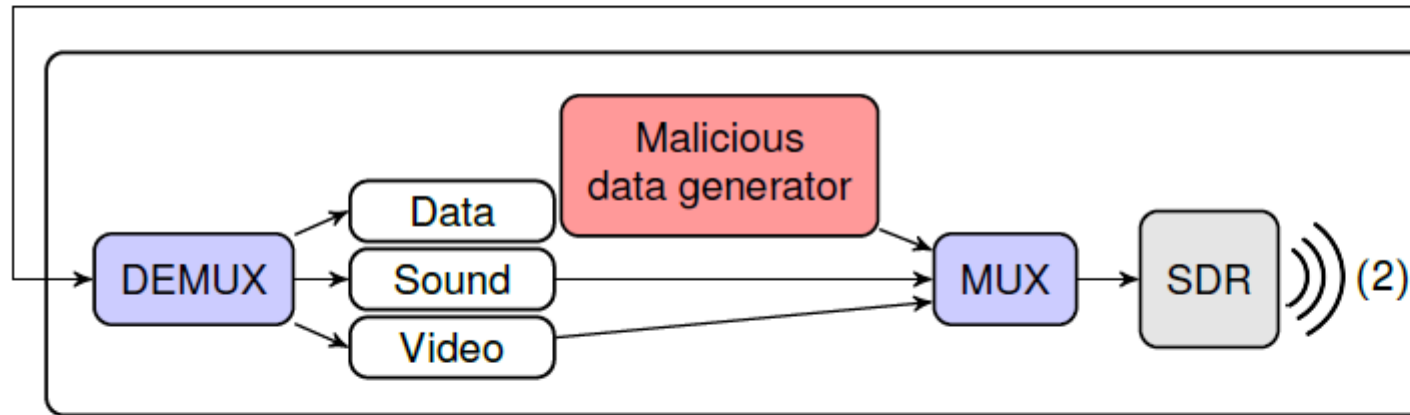 Malicious
data generator
Data
DEMUX
Sound
MUX
SDR
(2)
Video